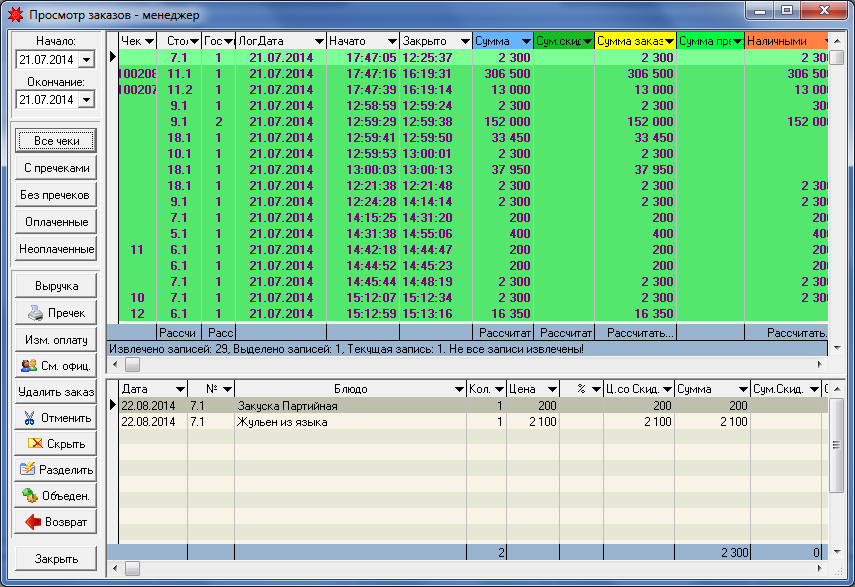 Просмотр заказов - менеджер
Начало:
21.07.2014
Окончание:
21.07.2014
Все чеки
С пречеками
Без пречеков
Оплаченные
Неоплаченные
Выручка
Пречек
Изм. оплату
См. офиц.
Удалить заказ
Отменить
Скрыть
Разделить
Объеден.
Возврат
Закрыть
Чек Стол Гост ЛогДата Начато Закрыто Сумма Сум.скид Сумма заказ Сумма пре Наличными
7.1 1 21.07.2014 17:47:05 12:25:37 2 300 2 300 2 300
100208 11.1 1 21.07.2014 17:47:16 16:19:31 306 500 306 500 306 500
100207 11.2 1 21.07.2014 17:47:39 16:19:14 13 000 13 000 13 000
9.1 1 21.07.2014 12:58:59 12:59:24 2 300 2 300 300
9.1 2 21.07.2014 12:59:29 12:59:38 152 000 152 000 152 000
18.1 1 21.07.2014 12:59:41 12:59:50 33 450 33 450
10.1 1 21.07.2014 12:59:53 13:00:01 2 300 2 300
18.1 1 21.07.2014 13:00:03 13:00:13 37 950 37 950
18.1 1 21.07.2014 12:21:38 12:21:48 2 300 2 300 2 300
9.1 1 21.07.2014 12:24:28 14:14:14 2 300 2 300 2 300
7.1 1 21.07.2014 14:15:25 14:31:20 200 200 200
5.1 1 21.07.2014 14:31:38 14:55:06 400 400 400
11 6.1 1 21.07.2014 14:42:18 14:44:47 200 200 200
6.1 1 21.07.2014 14:44:52 14:45:23 200 200 200
7.1 1 21.07.2014 14:45:44 14:48:19 2 300 2 300 2 300
10 7.1 1 21.07.2014 15:12:07 15:12:34 2 300 2 300 2 300
12 6.1 1 21.07.2014 15:12:59 15:13:16 16 350 16 350
Рассчи Расс Рассчитат Рассчитат Рассчитать... Рассчитать.
Извлечено записей: 29, Выделено записей: 1, Текущая запись: 1. Не все записи извлечены!
Дата № Блюдо Кол. Цена % Ц.со Скид. Сумма Сум.Скид.
22.08.2014 7.1 Закуска Партийная 1 200 200 200
22.08.2014 7.1 Жульен из языка 1 2 100 2 100 2 100
2 2 300 0